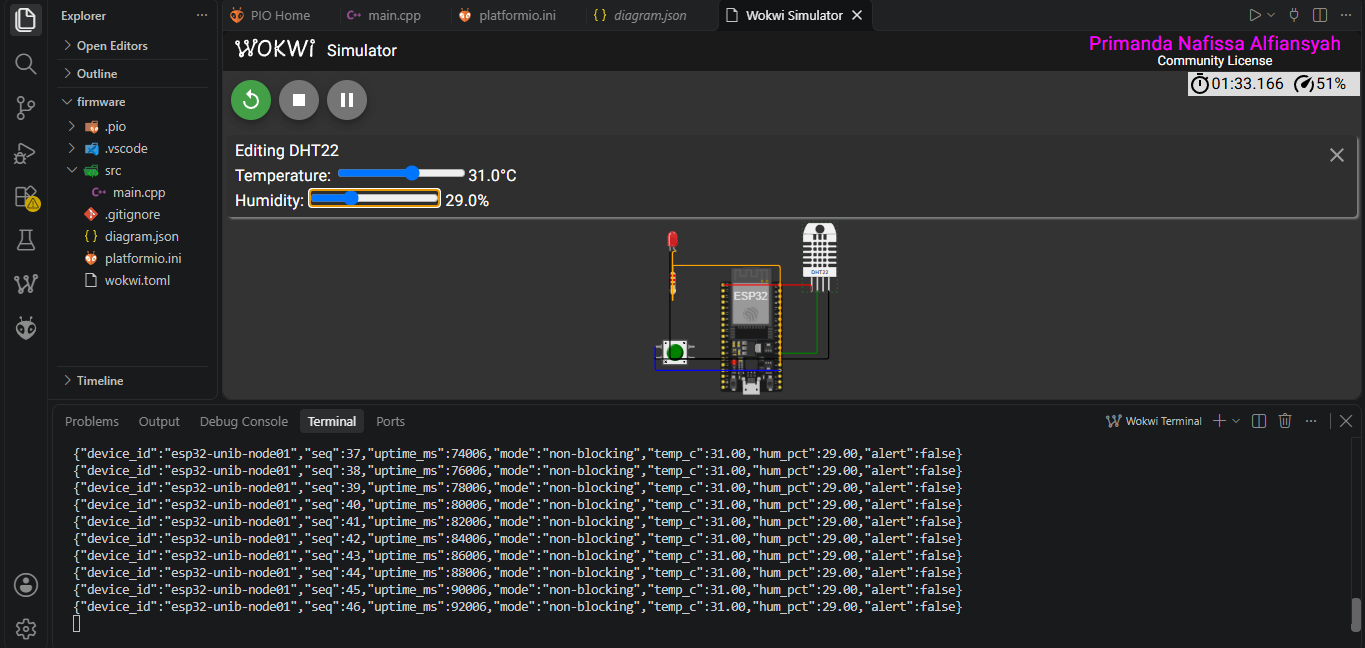 Explorer ···
PIO Home
C++ main.cpp
platformio.ini
{ } diagram.json
Wokwi Simulator
Open Editors
Outline
firmware
.pio
.vscode
src
C++ main.cpp
.gitignore
{ } diagram.json
platformio.ini
wokwi.toml
Timeline
WOKWI Simulator
Primanda Nafissa Alfiansyah
Community License
01:33.166 51%
Editing DHT22
Temperature: 31.0°C
Humidity: 29.0%
DHT22
ESP32
Problems Output Debug Console Terminal Ports
Wokwi Terminal
{"device_id":"esp32-unib-node01","seq":37,"uptime_ms":74006,"mode":"non-blocking","temp_c":31.00,"hum_pct":29.00,"alert":false}
{"device_id":"esp32-unib-node01","seq":38,"uptime_ms":76006,"mode":"non-blocking","temp_c":31.00,"hum_pct":29.00,"alert":false}
{"device_id":"esp32-unib-node01","seq":39,"uptime_ms":78006,"mode":"non-blocking","temp_c":31.00,"hum_pct":29.00,"alert":false}
{"device_id":"esp32-unib-node01","seq":40,"uptime_ms":80006,"mode":"non-blocking","temp_c":31.00,"hum_pct":29.00,"alert":false}
{"device_id":"esp32-unib-node01","seq":41,"uptime_ms":82006,"mode":"non-blocking","temp_c":31.00,"hum_pct":29.00,"alert":false}
{"device_id":"esp32-unib-node01","seq":42,"uptime_ms":84006,"mode":"non-blocking","temp_c":31.00,"hum_pct":29.00,"alert":false}
{"device_id":"esp32-unib-node01","seq":43,"uptime_ms":86006,"mode":"non-blocking","temp_c":31.00,"hum_pct":29.00,"alert":false}
{"device_id":"esp32-unib-node01","seq":44,"uptime_ms":88006,"mode":"non-blocking","temp_c":31.00,"hum_pct":29.00,"alert":false}
{"device_id":"esp32-unib-node01","seq":45,"uptime_ms":90006,"mode":"non-blocking","temp_c":31.00,"hum_pct":29.00,"alert":false}
{"device_id":"esp32-unib-node01","seq":46,"uptime_ms":92006,"mode":"non-blocking","temp_c":31.00,"hum_pct":29.00,"alert":false}